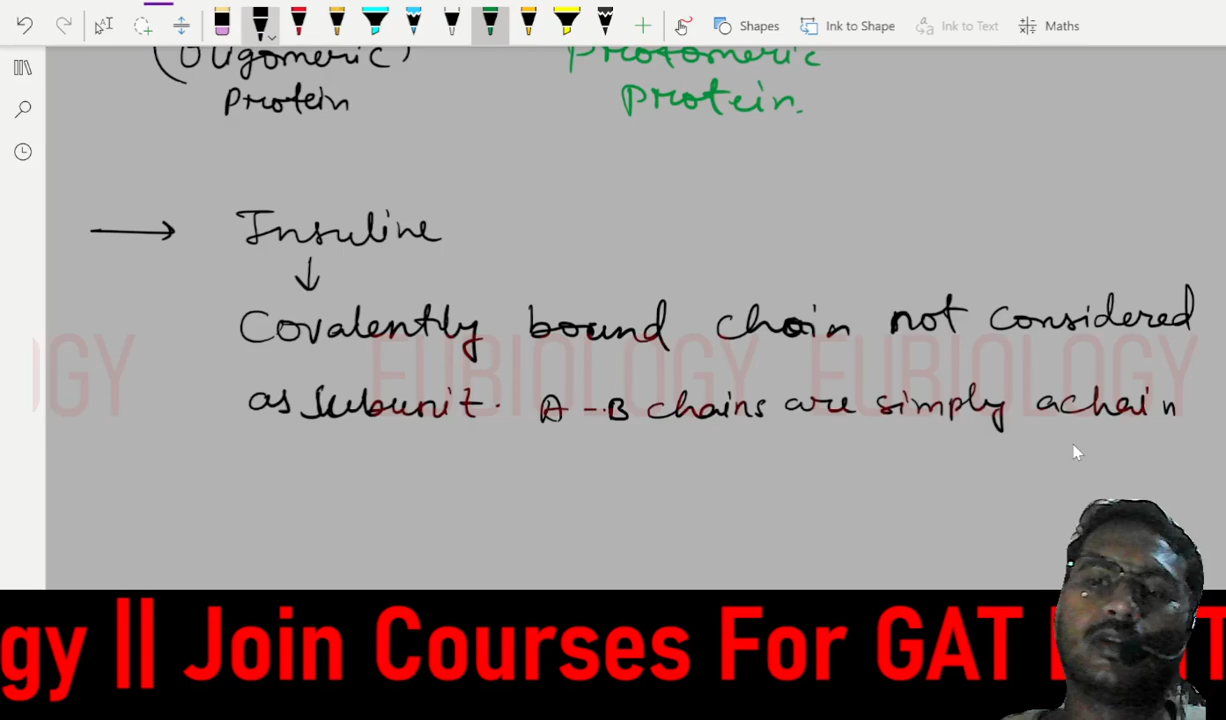 Shapes Ink to Shape Ink to Text Maths
(Oligomeric) Protomeric
Protein Protein.
→ Insuline
↓
Covalently bound chain not considered
EUBIOLOGY EUBIOLOGY
as subunit. A-B chains are simply a chain
gy || Join Courses For GAT